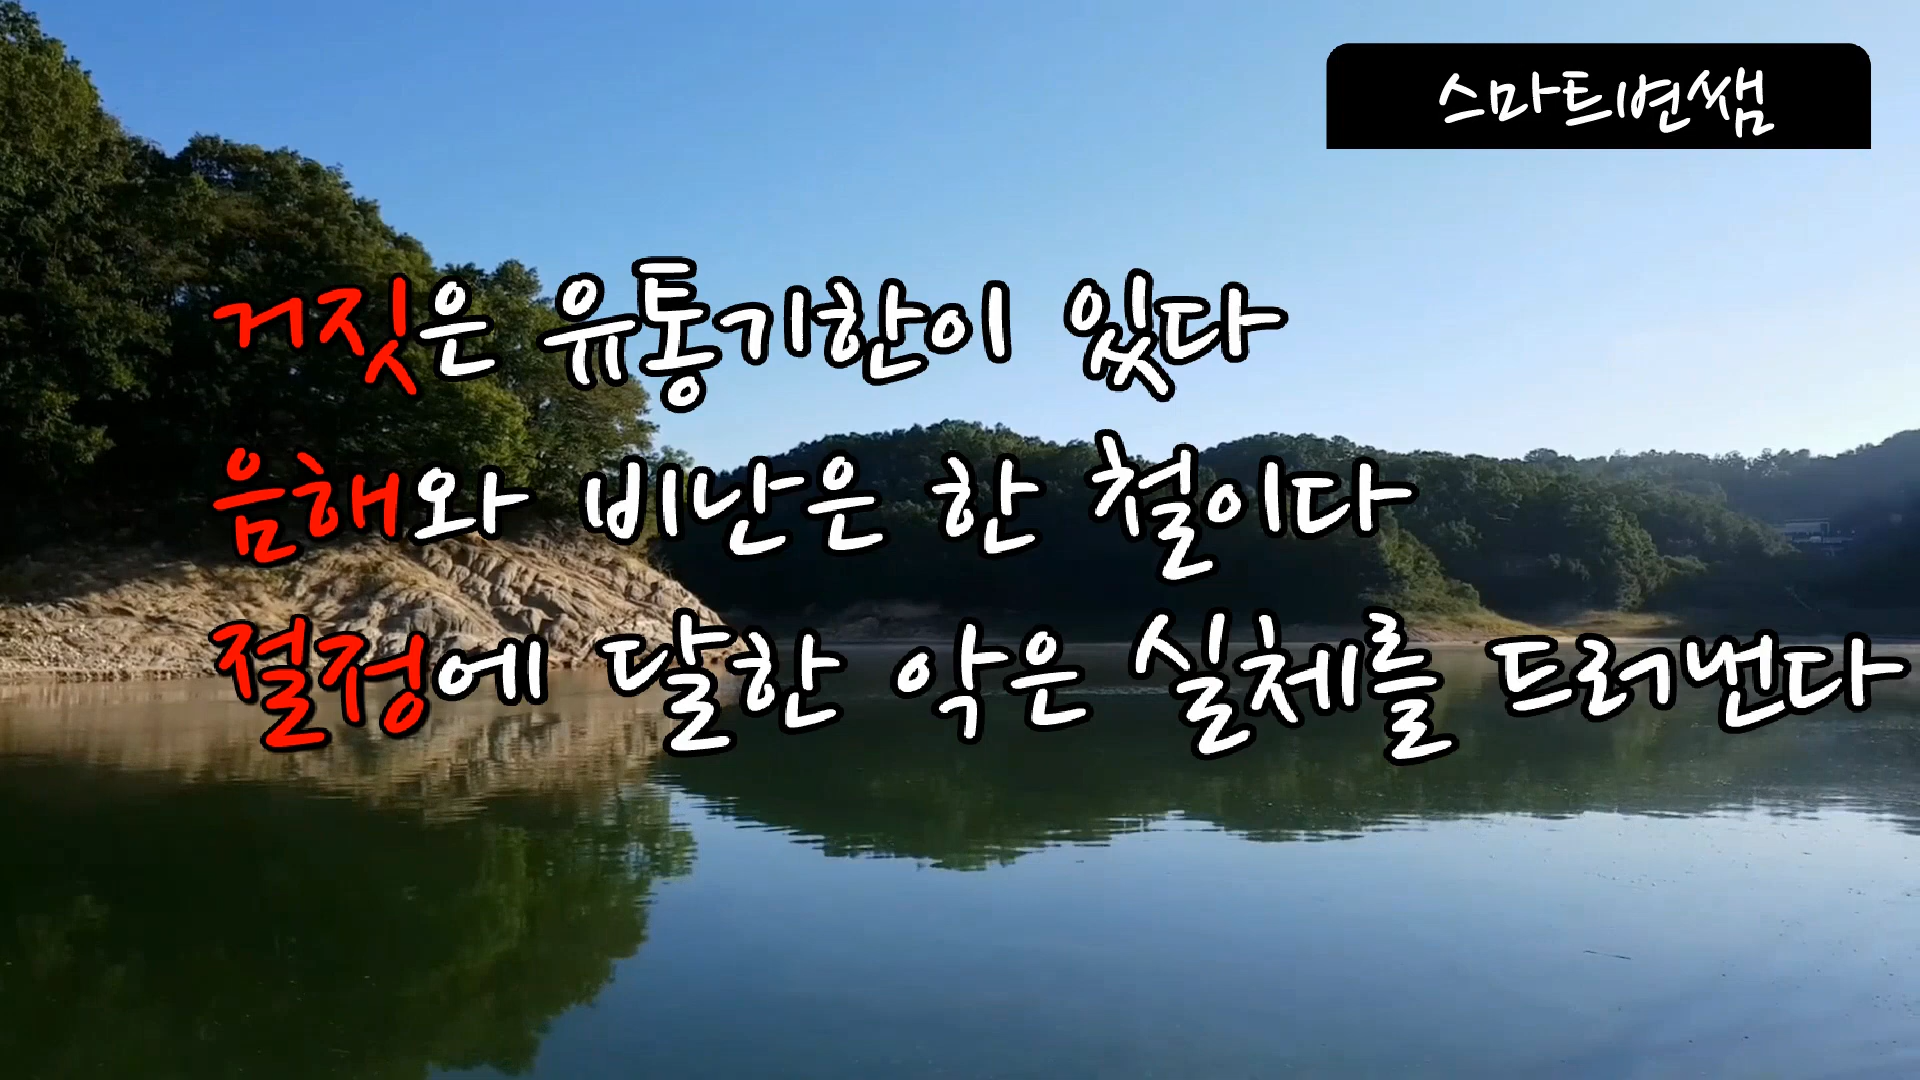 스마트변쌤
거짓은 유통기한이 있다
음해와 비난은 한 철이다
절정에 달한 악은 실체를 드러낸다